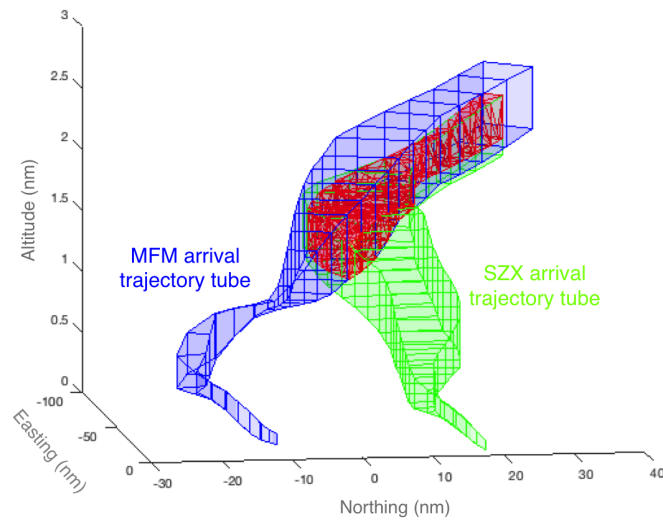 3
2.5
2
1.5
1
0.5
0
-100
-50
0
Altitude (nm)
Easting (nm)
MFM arrival
trajectory tube
SZX arrival
trajectory tube
-30
-20
-10
0
10
20
30
40
Northing (nm)